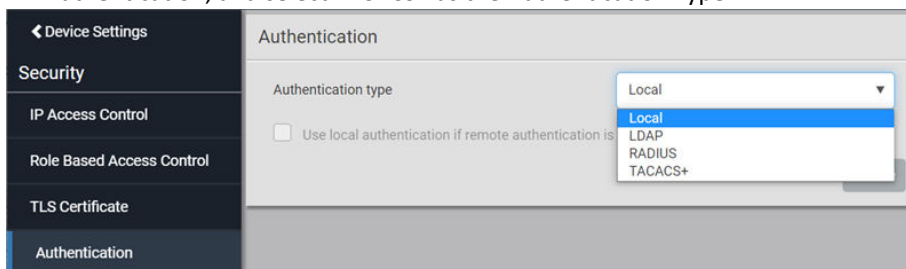 Device Settings
Security
IP Access Control
Role Based Access Control
TLS Certificate
Authentication
Authentication
Authentication type
Local
Use local authentication if remote authentication is
Local
LDAP
RADIUS
TACACS+